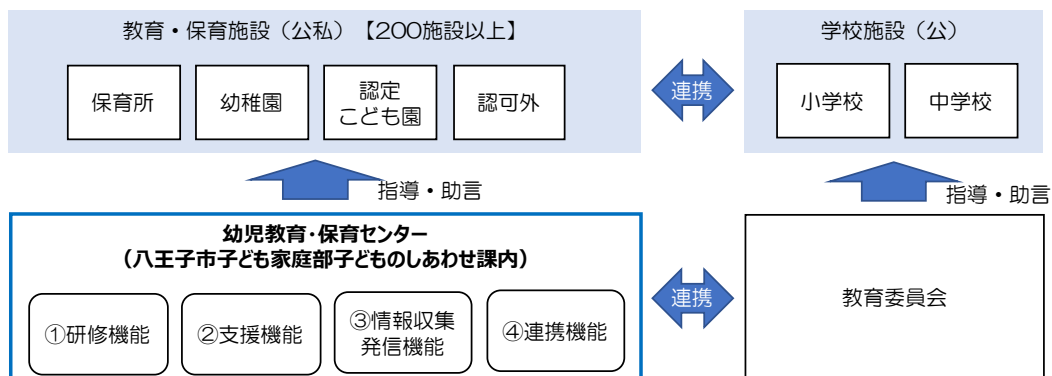 教育・保育施設（公私）【200施設以上】
保育所
幼稚園
認定
こども園
認可外
連携
学校施設（公）
小学校
中学校
指導・助言
指導・助言
幼児教育・保育センター
（八王子市子ども家庭部子どものしあわせ課内）
①研修機能
②支援機能
③情報収集
発信機能
④連携機能
連携
教育委員会